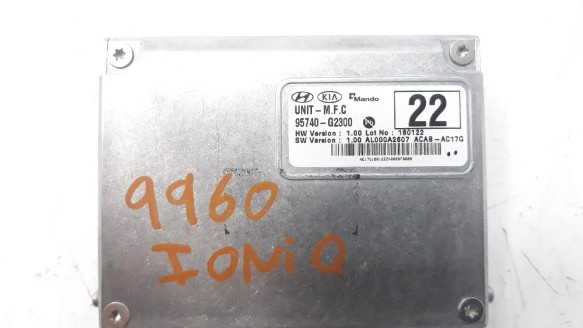 HYUNDAI KIA Mando
UNIT - M.F.C
95740 - G2300
22
HW Version : 1.00 Lot No : 180122
SW Version : 1.00 AL000A2607 ACAB - AC17G
9960
IONiQ